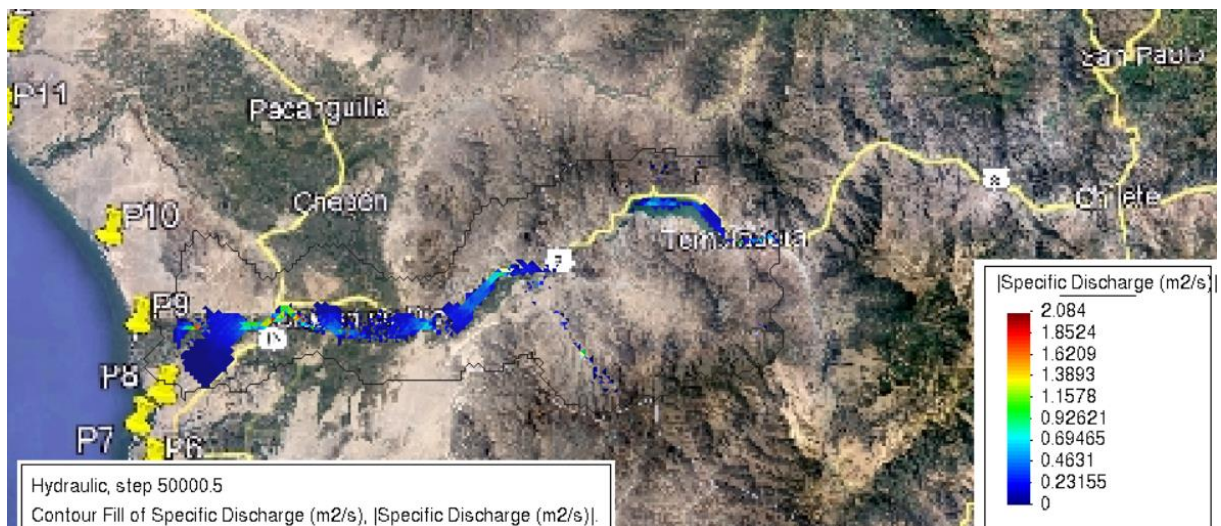 San Pablo
P11
Pacanguilla
P10
Chepén
8
Chilete
P9
P8
P7
P6
|Specific Discharge (m2/s)|
2.084
1.8524
1.6209
1.3893
1.1578
0.92621
0.69465
0.4631
0.23155
0
Hydraulic, step 50000.5
Contour Fill of Specific Discharge (m2/s), |Specific Discharge (m2/s)|.